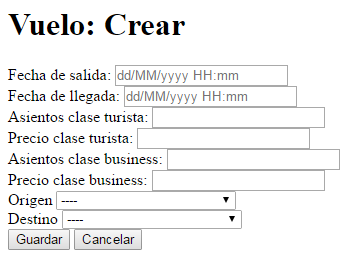 Vuelo: Crear
Fecha de salida: dd/MM/yyyy HH:mm
Fecha de llegada: dd/MM/yyyy HH:mm
Asientos clase turista:
Precio clase turista:
Asientos clase business:
Precio clase business:
Origen ----
Destino ----
Guardar Cancelar